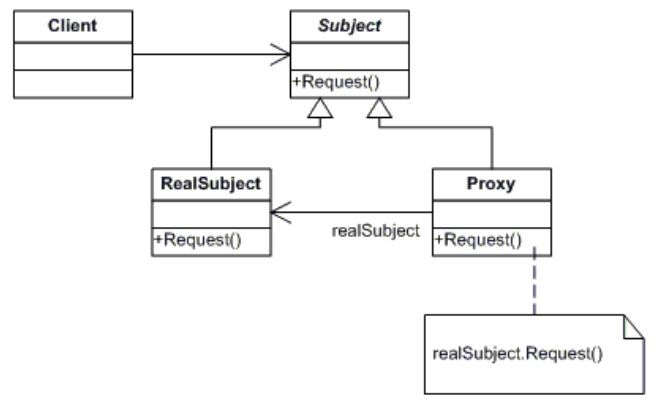 Client
Subject
+Request()
RealSubject
Proxy
+Request()
realSubject
+Request()
realSubject.Request()